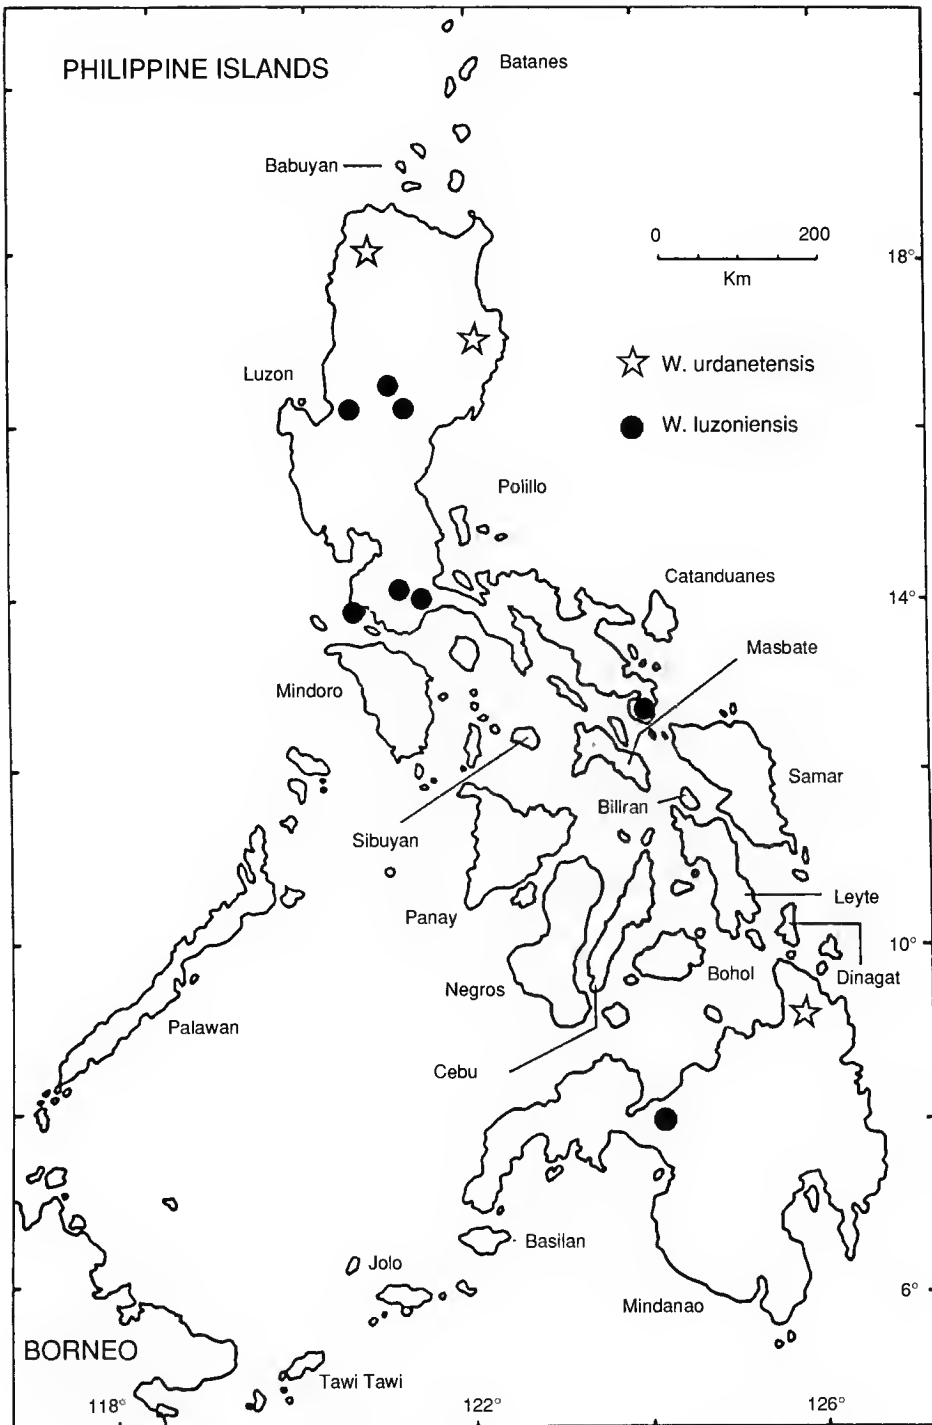 PHILIPPINE ISLANDS
Batanes
Babuyan
0 200
Km
18°
W. urdanetensis
Luzon
W. luzoniensis
Polillo
Catanduanes
14°
Masbate
Mindoro
Samar
Billran
Sibuyan
Leyte
Panay
10°
Dinagat
Bohol
Negros
Palawan
Cebu
Basilan
Jolo
6°
Mindanao
BORNEO
Tawi Tawi
118° 122° 126°